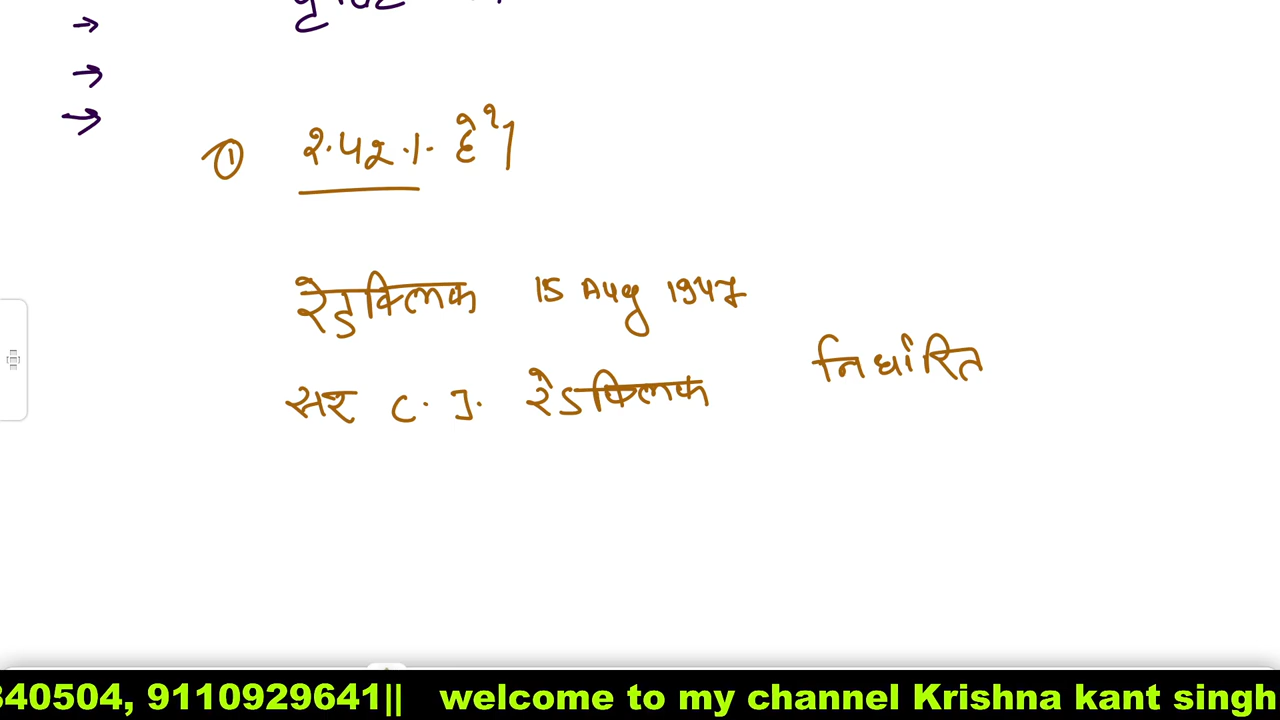 →
→
→
① 2.42 %. है।
रेडक्लिफ 15 Aug 1947
निर्धारित
सर C. J. रेडक्लिफ
340504, 9110929641|| welcome to my channel Krishna kant singh